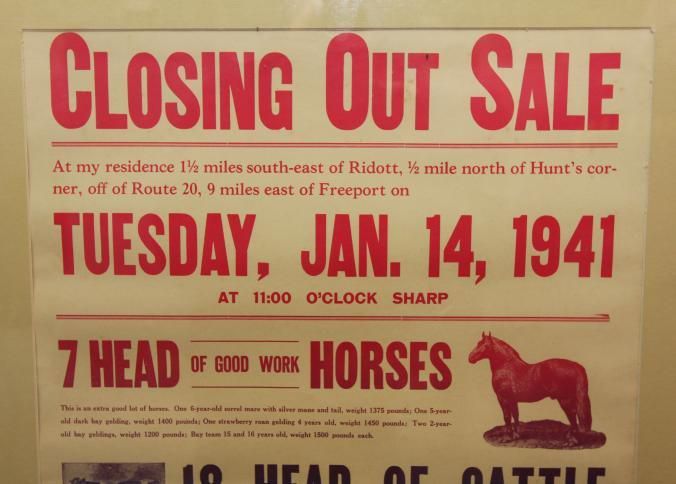 CLOSING OUT SALE
At my residence 1½ miles south-east of Ridott, ½ mile north of Hunt's cor-
ner, off of Route 20, 9 miles east of Freeport on
TUESDAY, JAN. 14, 1941
AT 11:00 O'CLOCK SHARP
7 HEAD OF GOOD WORK HORSES
This is an extra good lot of horses. One 6-year-old sorrel mare with silver mane and tail, weight 1375 pounds; One 5-year-
old dark bay gelding, weight 1400 pounds; One strawberry roan gelding 4 years old, weight 1450 pounds; Two 2-year-
old bay geldings, weight 1200 pounds; Bay team 15 and 16 years old, weight 1500 pounds each.
18 HEAD OF CATTLE